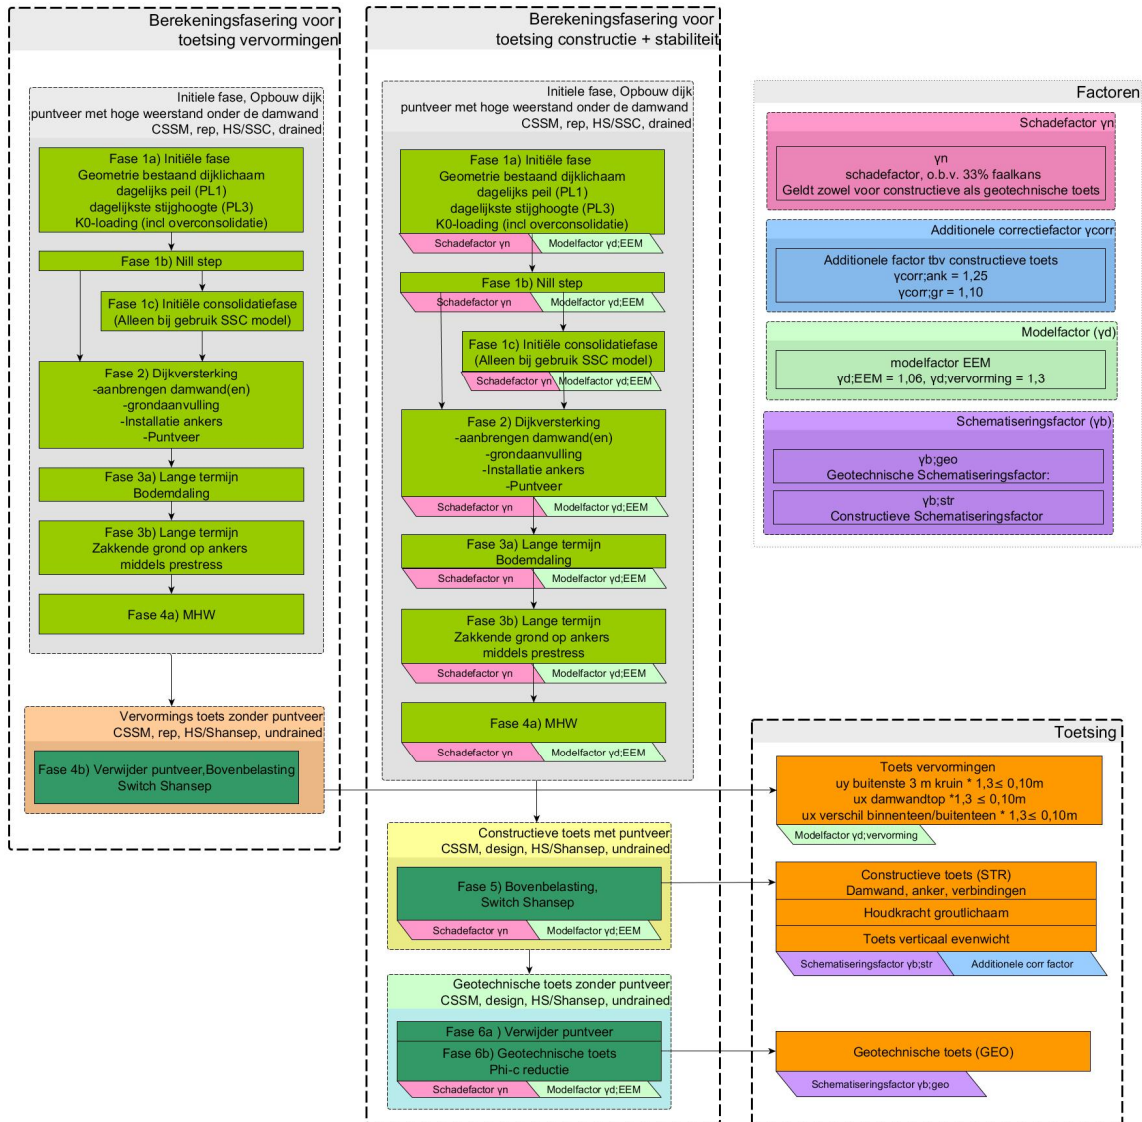 Berekeningsfasering voor
toetsing vervormingen
Initiele fase, Opbouw dijk
puntveer met hoge weerstand onder de damwand
CSSM, rep, HS/SSC, drained
Fase 1a) Initiële fase
Geometrie bestaand dijklichaam
dagelijks peil (PL1)
dagelijkste stijghoogte (PL3)
K0-loading (incl overconsolidatie)
Fase 1b) Nill step
Fase 1c) Initiële consolidatiefase
(Alleen bij gebruik SSC model)
Fase 2) Dijkversterking
-aanbrengen damwand(en)
-grondaanvulling
-Installatie ankers
-Puntveer
Fase 3a) Lange termijn
Bodemdaling
Fase 3b) Lange termijn
Zakkende grond op ankers
middels prestress
Fase 4a) MHW
Vervormings toets zonder puntveer
CSSM, rep, HS/Shansep, undrained
Fase 4b) Verwijder puntveer,Bovenbelasting
Switch Shansep
Berekeningsfasering voor
toetsing constructie + stabiliteit
Initiele fase, Opbouw dijk
puntveer met hoge weerstand onder de damwand
CSSM, rep, HS/SSC, drained
Fase 1a) Initiële fase
Geometrie bestaand dijklichaam
dagelijks peil (PL1)
dagelijkste stijghoogte (PL3)
K0-loading (incl overconsolidatie)
Schadefactor γn
Modelfactor γd;EEM
Fase 1b) Nill step
Schadefactor γn
Modelfactor γd;EEM
Fase 1c) Initiële consolidatiefase
(Alleen bij gebruik SSC model)
Schadefactor γn
Modelfactor γd;EEM
Fase 2) Dijkversterking
-aanbrengen damwand(en)
-grondaanvulling
-Installatie ankers
-Puntveer
Schadefactor γn
Modelfactor γd;EEM
Fase 3a) Lange termijn
Bodemdaling
Schadefactor γn
Modelfactor γd;EEM
Fase 3b) Lange termijn
Zakkende grond op ankers
middels prestress
Schadefactor γn
Modelfactor γd;EEM
Fase 4a) MHW
Schadefactor γn
Modelfactor γd;EEM
Constructieve toets met puntveer
CSSM, design, HS/Shansep, undrained
Fase 5) Bovenbelasting,
Switch Shansep
Schadefactor γn
Modelfactor γd;EEM
Geotechnische toets zonder puntveer
CSSM, design, HS/Shansep, undrained
Fase 6a ) Verwijder puntveer
Fase 6b) Geotechnische toets
Phi-c reductie
Schadefactor γn
Modelfactor γd;EEM
Factoren
Schadefactor γn
γn
schadefactor, o.b.v. 33% faalkans
Geldt zowel voor constructieve als geotechnische toets
Additionele correctiefactor γcorr
Additionele factor tbv constructieve toets
γcorr;ank = 1,25
γcorr;gr = 1,10
Modelfactor (γd)
modelfactor EEM
γd;EEM = 1,06, γd;vervorming = 1,3
Schematiseringsfactor (γb)
γb;geo
Geotechnische Schematiseringsfactor:
γb;str
Constructieve Schematiseringsfactor
Toetsing
Toets vervormingen
uy buitenste 3 m kruin * 1,3≤ 0,10m
ux damwandtop *1,3 ≤ 0,10m
ux verschil binnenteen/buitenteen * 1,3≤ 0,10m
Modelfactor γd;vervorming
Constructieve toets (STR)
Damwand, anker, verbindingen
Houdkracht groutlichaam
Toets verticaal evenwicht
Schematiseringsfactor γb;str
Additionele corr factor
Geotechnische toets (GEO)
Schematiseringsfactor γb;geo